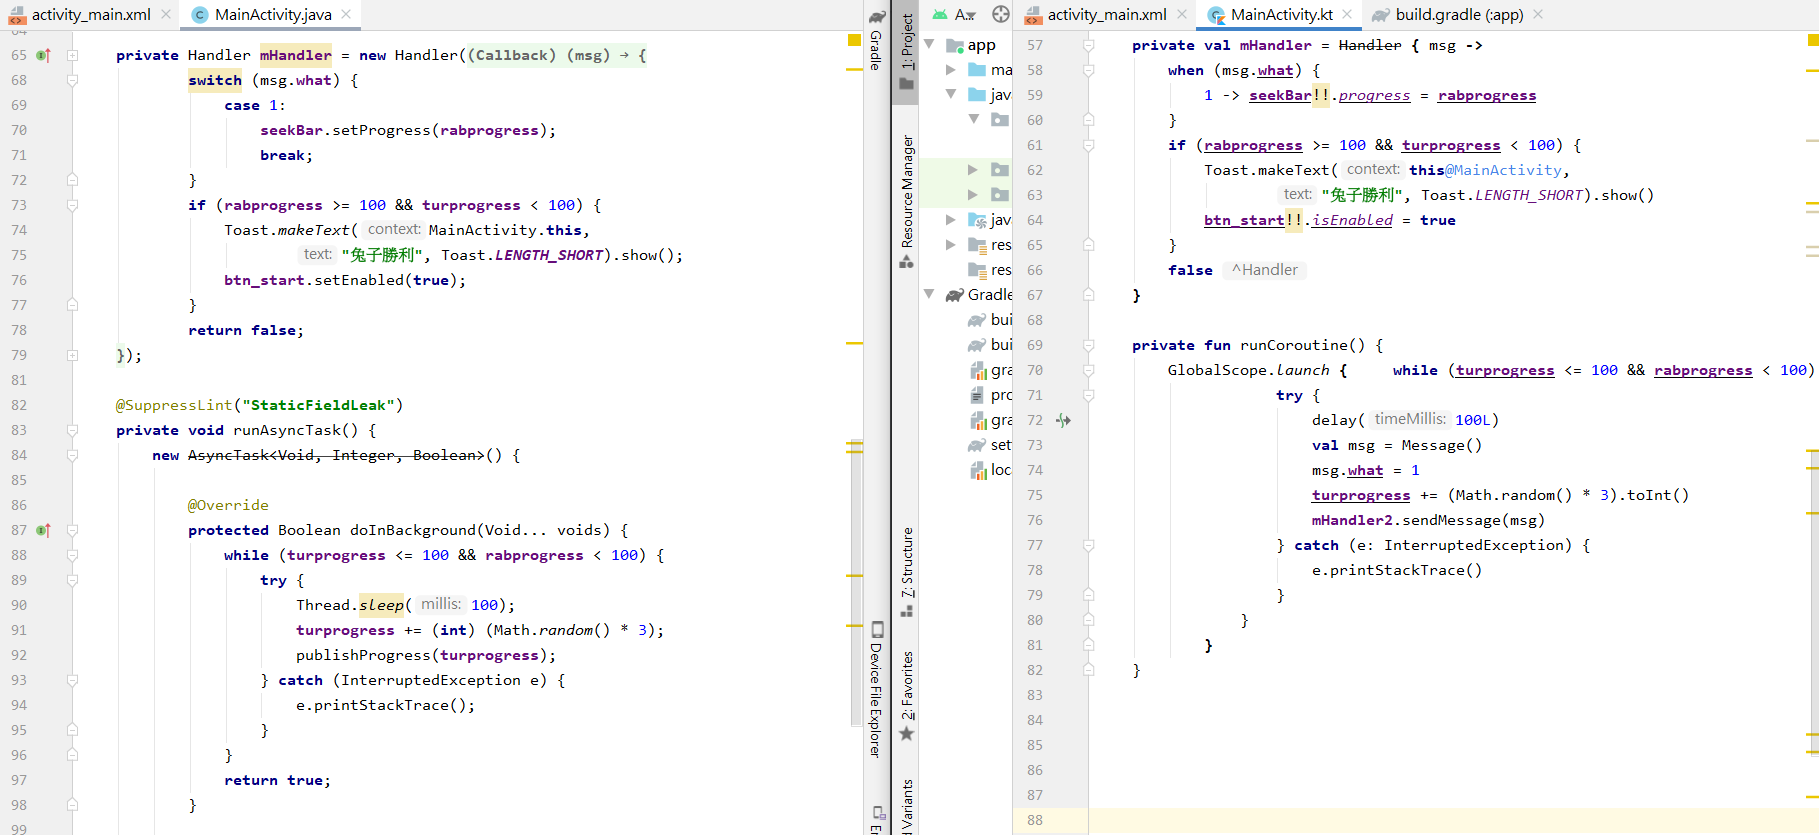 activity_main.xml MainActivity.java
64
65 private Handler mHandler = new Handler((Callback) (msg) → {
68 switch (msg.what) {
69 case 1:
70 seekBar.setProgress(rabprogress);
71 break;
72 }
73 if (rabprogress >= 100 && turprogress < 100) {
74 Toast.makeText( context: MainActivity.this,
75 text: "兔子勝利", Toast.LENGTH_SHORT).show();
76 btn_start.setEnabled(true);
77 }
78 return false;
79 });
81
82 @SuppressLint("StaticFieldLeak")
83 private void runAsyncTask() {
84 new AsyncTask<Void, Integer, Boolean>() {
85
86 @Override
87 protected Boolean doInBackground(Void... voids) {
88 while (turprogress <= 100 && rabprogress < 100) {
89 try {
90 Thread.sleep( millis: 100);
91 turprogress += (int) (Math.random() * 3);
92 publishProgress(turprogress);
93 } catch (InterruptedException e) {
94 e.printStackTrace();
95 }
96 }
97 return true;
98 }
99
Gradle
Device File Explorer
1: Project
Resource Manager
7: Structure
2: Favorites
Variants
A...
app
ma
java
java
res
res
Gradle
bui
bui
gra
pro
gra
set
loc
activity_main.xml MainActivity.kt build.gradle (:app)
57 private val mHandler = Handler { msg ->
58 when (msg.what) {
59 1 -> seekBar!!.progress = rabprogress
60 }
61 if (rabprogress >= 100 && turprogress < 100) {
62 Toast.makeText( context: this@MainActivity,
63 text: "兔子勝利", Toast.LENGTH_SHORT).show()
64 btn_start!!.isEnabled = true
65 }
66 false ^Handler
67 }
68
69 private fun runCoroutine() {
70 GlobalScope.launch { while (turprogress <= 100 && rabprogress < 100)
71 try {
72 delay( timeMillis: 100L)
73 val msg = Message()
74 msg.what = 1
75 turprogress += (Math.random() * 3).toInt()
76 mHandler2.sendMessage(msg)
77 } catch (e: InterruptedException) {
78 e.printStackTrace()
79 }
80 }
81 }
82 }
83
84
85
86
87
88